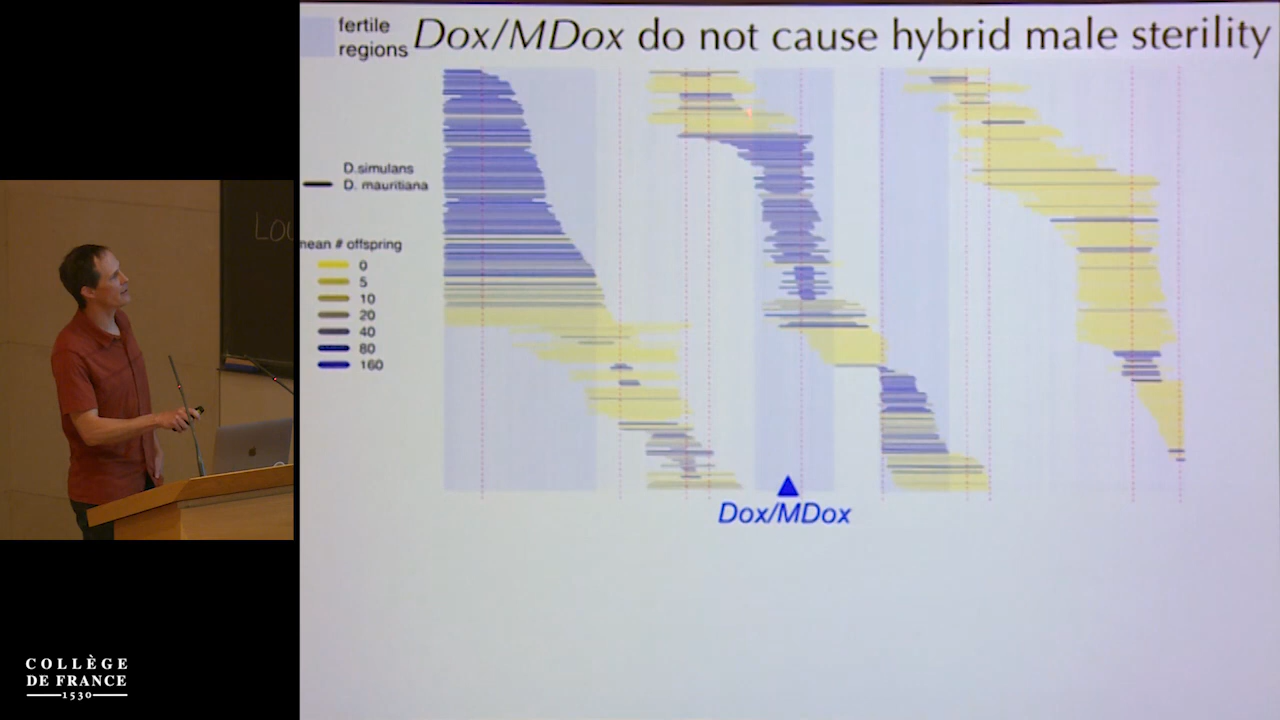 fertile
regions
Dox/MDox do not cause hybrid male sterility
D.simulans
D. mauritiana
mean # offspring
0
5
10
20
40
80
160
Dox/MDox
LO
COLLÈGE
DE FRANCE
1530